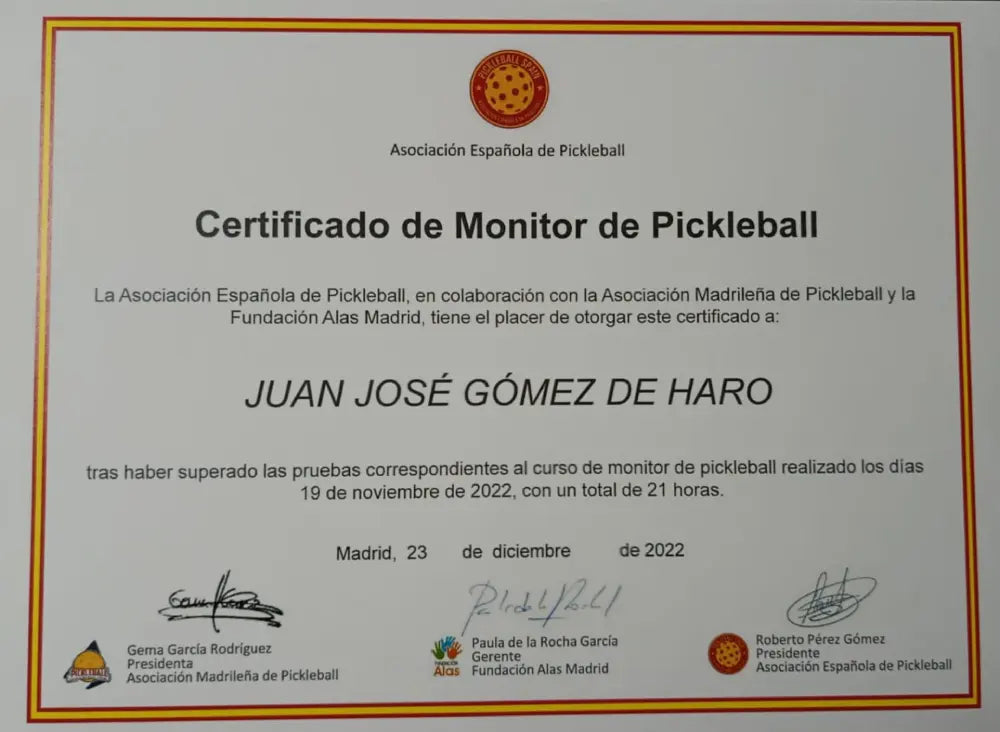 PICKLEBALL SPAIN
Asociación Española de Pickleball
Certificado de Monitor de Pickleball
La Asociación Española de Pickleball, en colaboración con la Asociación Madrileña de Pickleball y la
Fundación Alas Madrid, tiene el placer de otorgar este certificado a:
JUAN JOSÉ GÓMEZ DE HARO
tras haber superado las pruebas correspondientes al curso de monitor de pickleball realizado los días
19 de noviembre de 2022, con un total de 21 horas.
Madrid, 23 de diciembre de 2022
Gema García Rodríguez
Presidenta
Asociación Madrileña de Pickleball
PICKLEBALL
FUNDACIÓN
Alas
Paula de la Rocha García
Gerente
Fundación Alas Madrid
Roberto Pérez Gómez
Presidente
Asociación Española de Pickleball